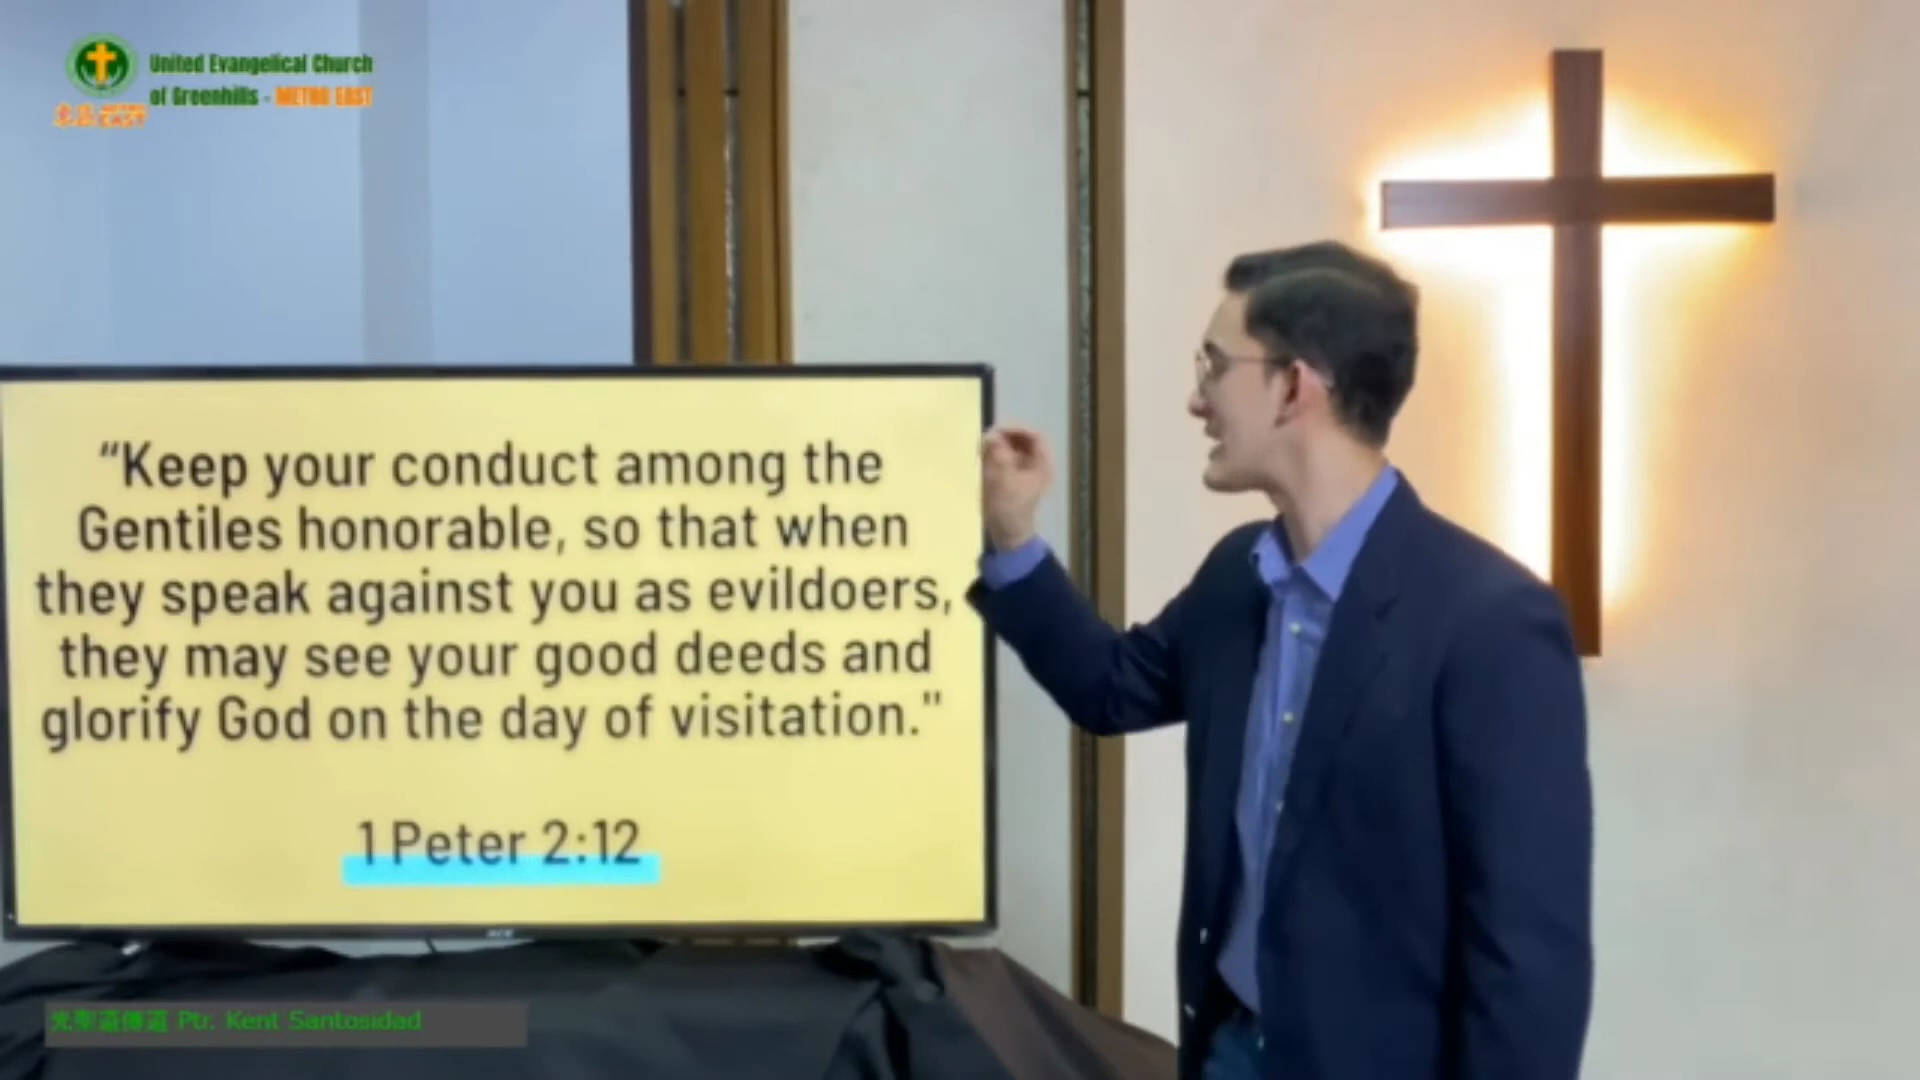 United Evangelical Church
of Greenhills - METRO EAST
“Keep your conduct among the
Gentiles honorable, so that when
they speak against you as evildoers,
they may see your good deeds and
glorify God on the day of visitation."
1 Peter 2:12
Ptr. Kent Santosidad